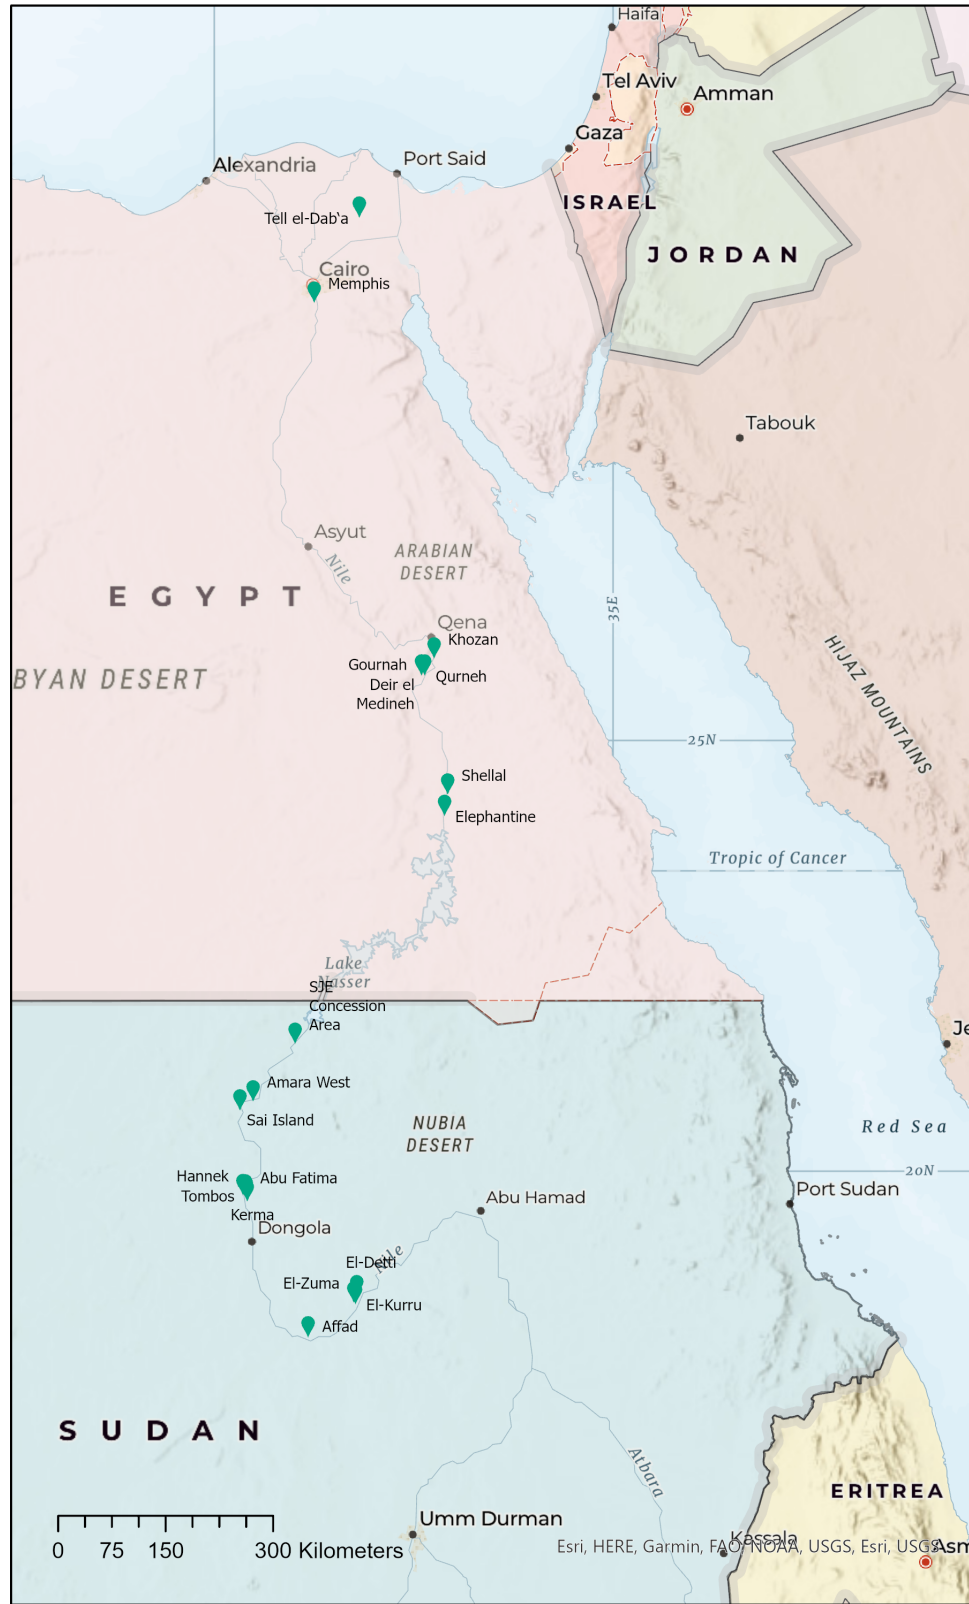 Haifa
Tel Aviv
Amman
Gaza
Alexandria
Port Said
ISRAEL
Tell el-Dab'a
JORDAN
Cairo
Memphis
Tabouk
Asyut
ARABIAN
DESERT
Nile
EGYPT
35E
Qena
Khozan
Gournah
Qurneh
Deir el
Medineh
BYAN DESERT
HIJAZ MOUNTAINS
25N
Shellal
Elephantine
Tropic of Cancer
Lake
Nasser
SJE
Concession
Area
Je
Amara West
Sai Island
NUBIA
DESERT
Red Sea
20N
Hannek
Abu Fatima
Tombos
Kerma
Port Sudan
Abu Hamad
Dongola
Nile
El-Detti
El-Zuma
El-Kurru
Affad
SUDAN
Atbara
ERITREA
Umm Durman
Kassala
Asm
0 75 150 300 Kilometers
Esri, HERE, Garmin, FAO, NOAA, USGS, Esri, USGS